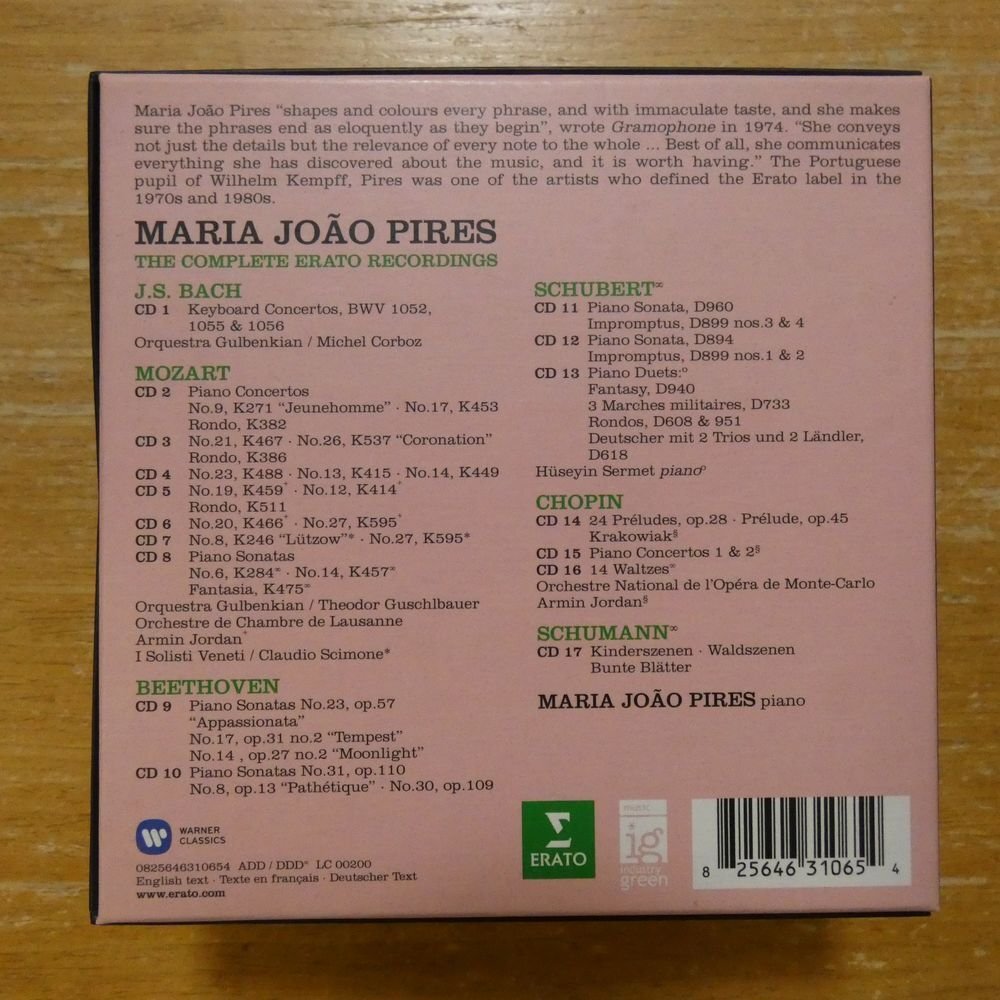 Maria João Pires “shapes and colours every phrase, and with immaculate taste, and she makes
sure the phrases end as eloquently as they begin”, wrote Gramophone in 1974. “She conveys
not just the details but the relevance of every note to the whole ... Best of all, she communicates
everything she has discovered about the music, and it is worth having.” The Portuguese
pupil of Wilhelm Kempff, Pires was one of the artists who defined the Erato label in the
1970s and 1980s.
MARIA JOÃO PIRES
THE COMPLETE ERATO RECORDINGS
J.S. BACH
CD 1 Keyboard Concertos, BWV 1052,
1055 & 1056
Orquestra Gulbenkian / Michel Corboz
MOZART
CD 2 Piano Concertos
No.9, K271 “Jeunehomme” · No.17, K453
Rondo, K382
CD 3 No.21, K467 · No.26, K537 “Coronation”
Rondo, K386
CD 4 No.23, K488 · No.13, K415 · No.14, K449
CD 5 No.19, K459⁺ · No.12, K414⁺
Rondo, K511
CD 6 No.20, K466⁺ · No.27, K595⁺
CD 7 No.8, K246 “Lützow”* · No.27, K595*
CD 8 Piano Sonatas
No.6, K284∞ · No.14, K457∞
Fantasia, K475∞
Orquestra Gulbenkian / Theodor Guschlbauer
Orchestre de Chambre de Lausanne
Armin Jordan⁺
I Solisti Veneti / Claudio Scimone*
BEETHOVEN
CD 9 Piano Sonatas No.23, op.57
“Appassionata”
No.17, op.31 no.2 “Tempest”
No.14 , op.27 no.2 “Moonlight”
CD 10 Piano Sonatas No.31, op.110
No.8, op.13 “Pathétique” · No.30, op.109
SCHUBERT∞
CD 11 Piano Sonata, D960
Impromptus, D899 nos.3 & 4
CD 12 Piano Sonata, D894
Impromptus, D899 nos.1 & 2
CD 13 Piano Duets:º
Fantasy, D940
3 Marches militaires, D733
Rondos, D608 & 951
Deutscher mit 2 Trios und 2 Ländler,
D618
Hüseyin Sermet pianoº
CHOPIN
CD 14 24 Préludes, op.28 · Prélude, op.45
Krakowiak§
CD 15 Piano Concertos 1 & 2§
CD 16 14 Waltzes∞
Orchestre National de l’Opéra de Monte-Carlo
Armin Jordan§
SCHUMANN∞
CD 17 Kinderszenen · Waldszenen
Bunte Blätter
MARIA JOÃO PIRES piano
WARNER
CLASSICS
0825646310654 ADD / DDD∞ LC 00200
English text · Texte en français · Deutscher Text
www.erato.com
ERATO
music
ig
industry
green
8 25646 31065 4